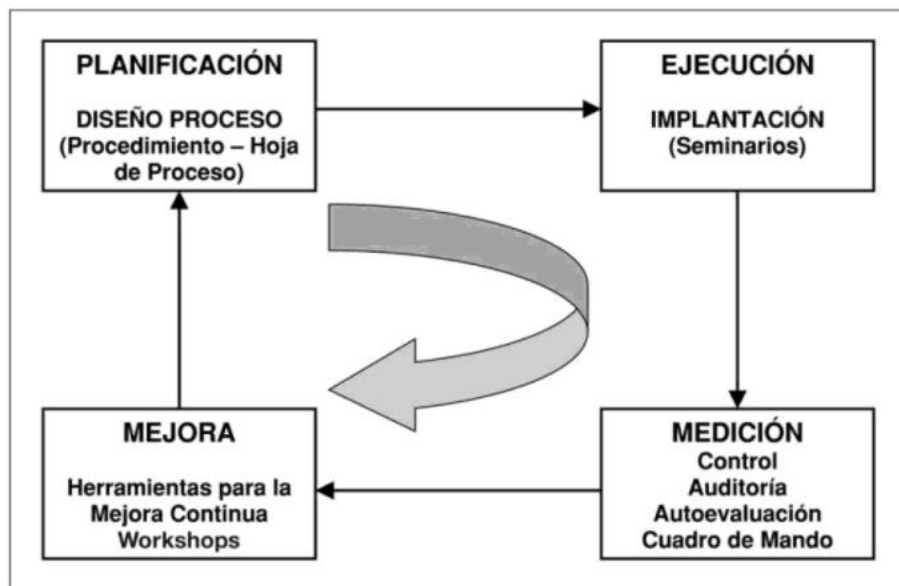 PLANIFICACIÓN
DISEÑO PROCESO
(Procedimiento – Hoja
de Proceso)
EJECUCIÓN
IMPLANTACIÓN
(Seminarios)
MEJORA
Herramientas para la
Mejora Continua
Workshops
MEDICIÓN
Control
Auditoría
Autoevaluación
Cuadro de Mando